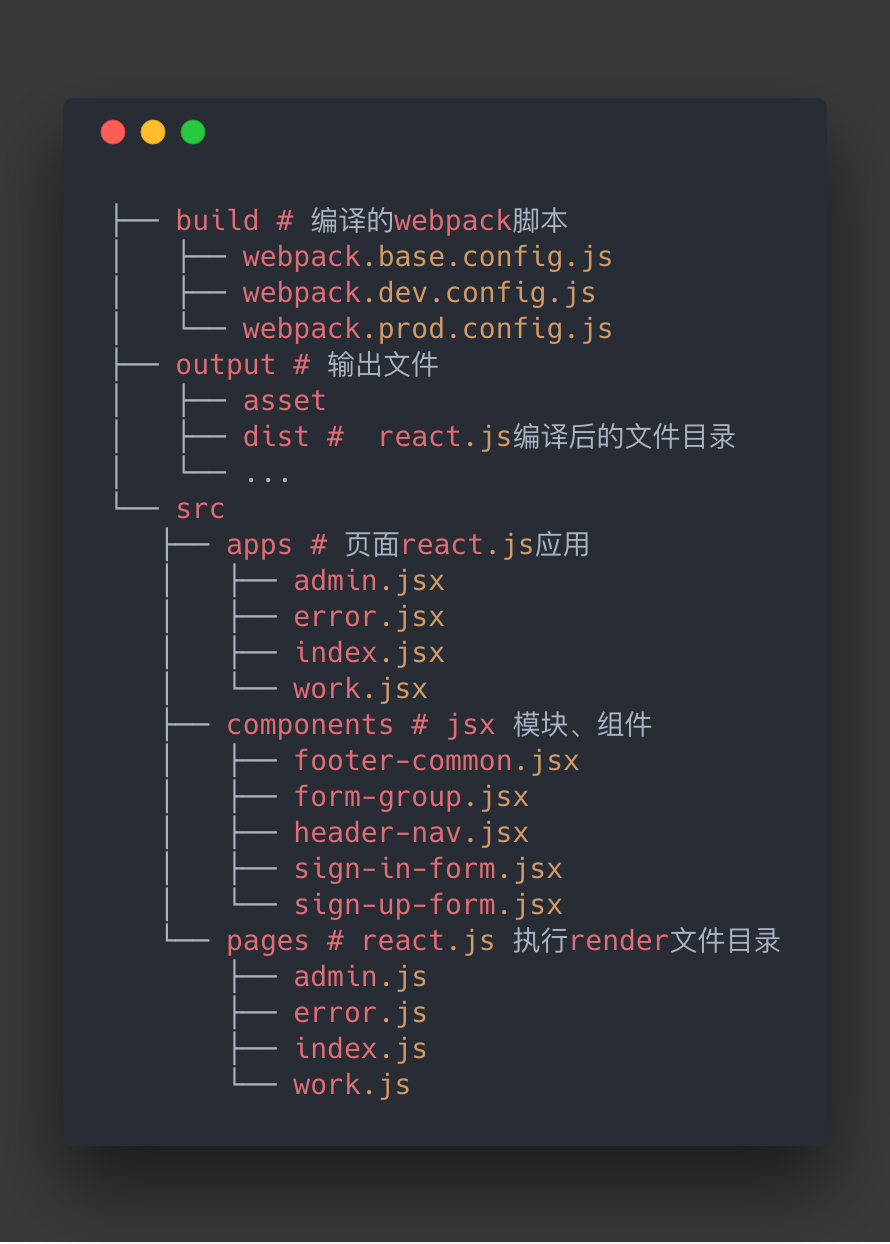 ├── build # 编译的webpack脚本
│   ├── webpack.base.config.js
│   ├── webpack.dev.config.js
│   └── webpack.prod.config.js
├── output # 输出文件
│   ├── asset
│   ├── dist #  react.js编译后的文件目录
│   └── ...
└── src
   ├── apps # 页面react.js应用
   │   ├── admin.jsx
   │   ├── error.jsx
   │   ├── index.jsx
   │   └── work.jsx
   ├── components # jsx 模块、组件
   │   ├── footer-common.jsx
   │   ├── form-group.jsx
   │   ├── header-nav.jsx
   │   ├── sign-in-form.jsx
   │   └── sign-up-form.jsx
   └── pages # react.js 执行render文件目录
       ├── admin.js
       ├── error.js
       ├── index.js
       └── work.js